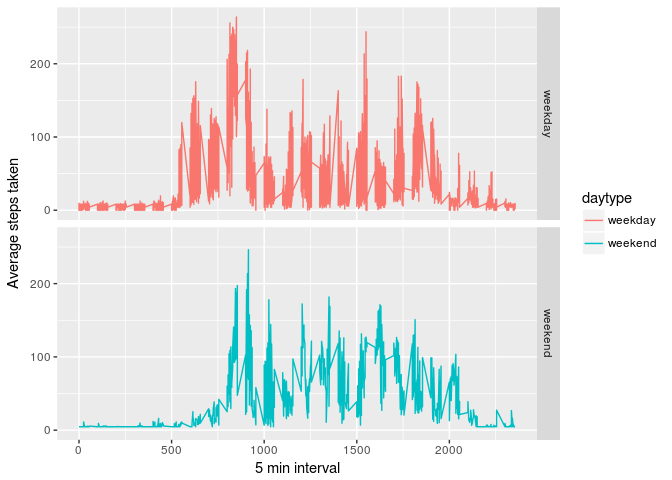 200
100
0
weekday
200
100
0
weekend
0 500 1000 1500 2000
5 min interval
Average steps taken
daytype
weekday
weekend